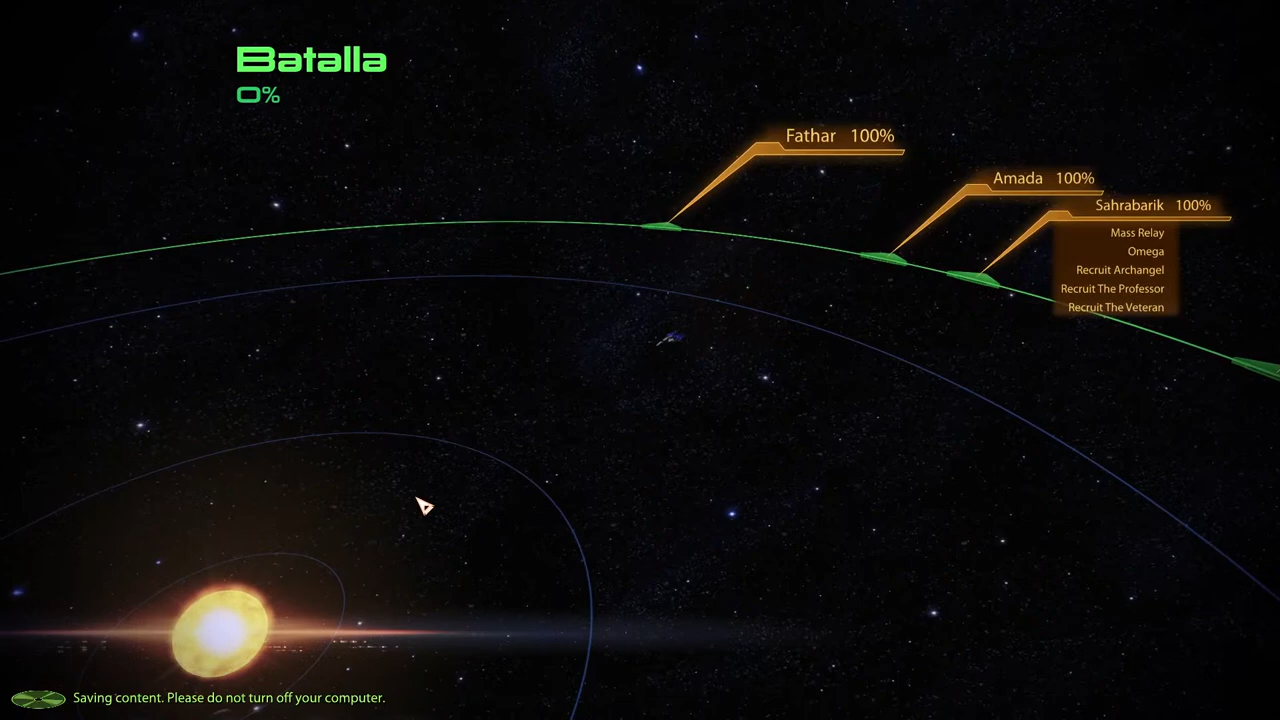 Batalla
0%
Fathar 100%
Amada 100%
Sahrabarik 100%
Mass Relay
Omega
Recruit Archangel
Recruit The Professor
Recruit The Veteran
Saving content. Please do not turn off your computer.